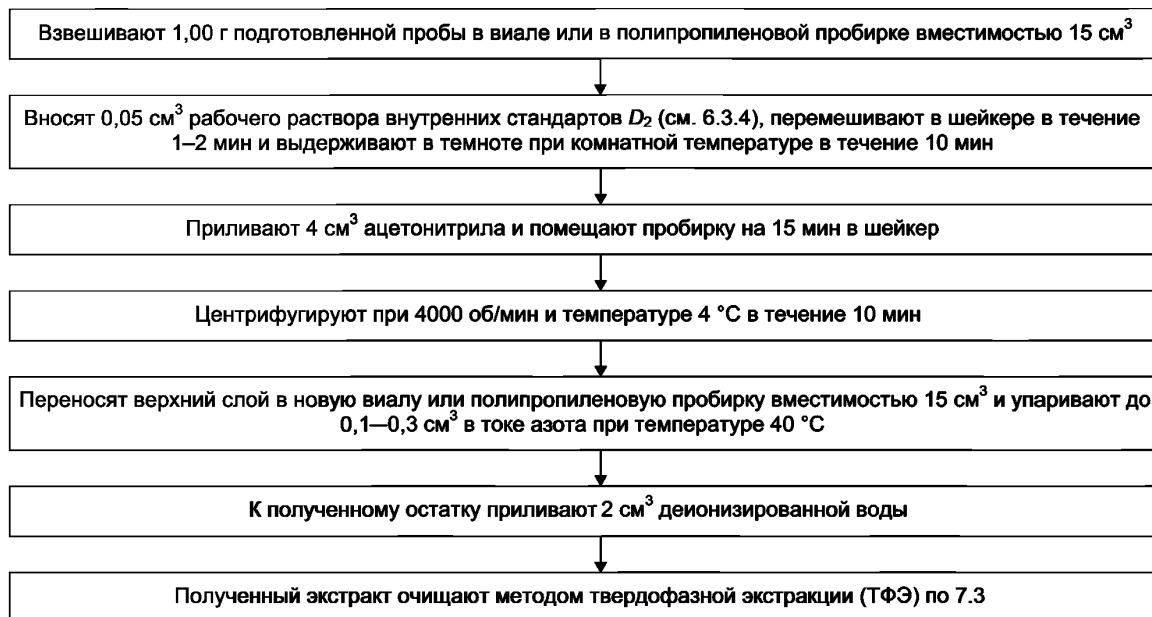 Взвешивают 1,00 г подготовленной пробы в виале или в полипропиленовой пробирке вместимостью 15 см³
Вносят 0,05 см³ рабочего раствора внутренних стандартов D₂ (см. 6.3.4), перемешивают в шейкере в течение
1–2 мин и выдерживают в темноте при комнатной температуре в течение 10 мин
Приливают 4 см³ ацетонитрила и помещают пробирку на 15 мин в шейкер
Центрифугируют при 4000 об/мин и температуре 4 °С в течение 10 мин
Переносят верхний слой в новую виалу или полипропиленовую пробирку вместимостью 15 см³ и упаривают до
0,1—0,3 см³ в токе азота при температуре 40 °С
К полученному остатку приливают 2 см³ деионизированной воды
Полученный экстракт очищают методом твердофазной экстракции (ТФЭ) по 7.3